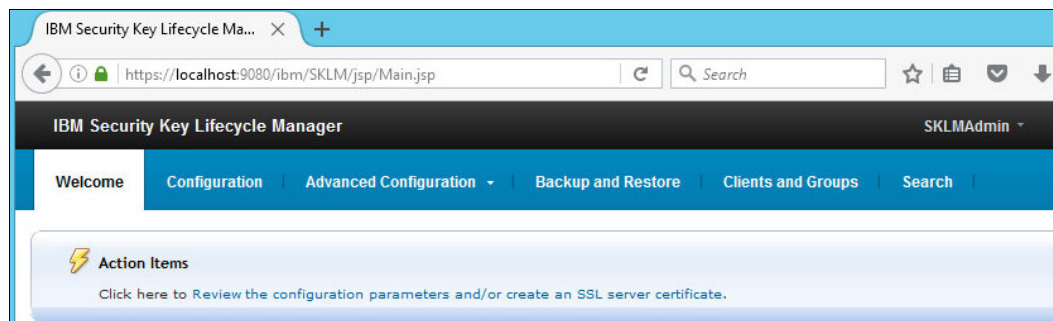 IBM Security Key Lifecycle Ma...
https://localhost:9080/ibm/SKLM/jsp/Main.jsp
Search
IBM Security Key Lifecycle Manager
SKLMAdmin
Welcome
Configuration
Advanced Configuration
Backup and Restore
Clients and Groups
Search
Action Items
Click here to Review the configuration parameters and/or create an SSL server certificate.